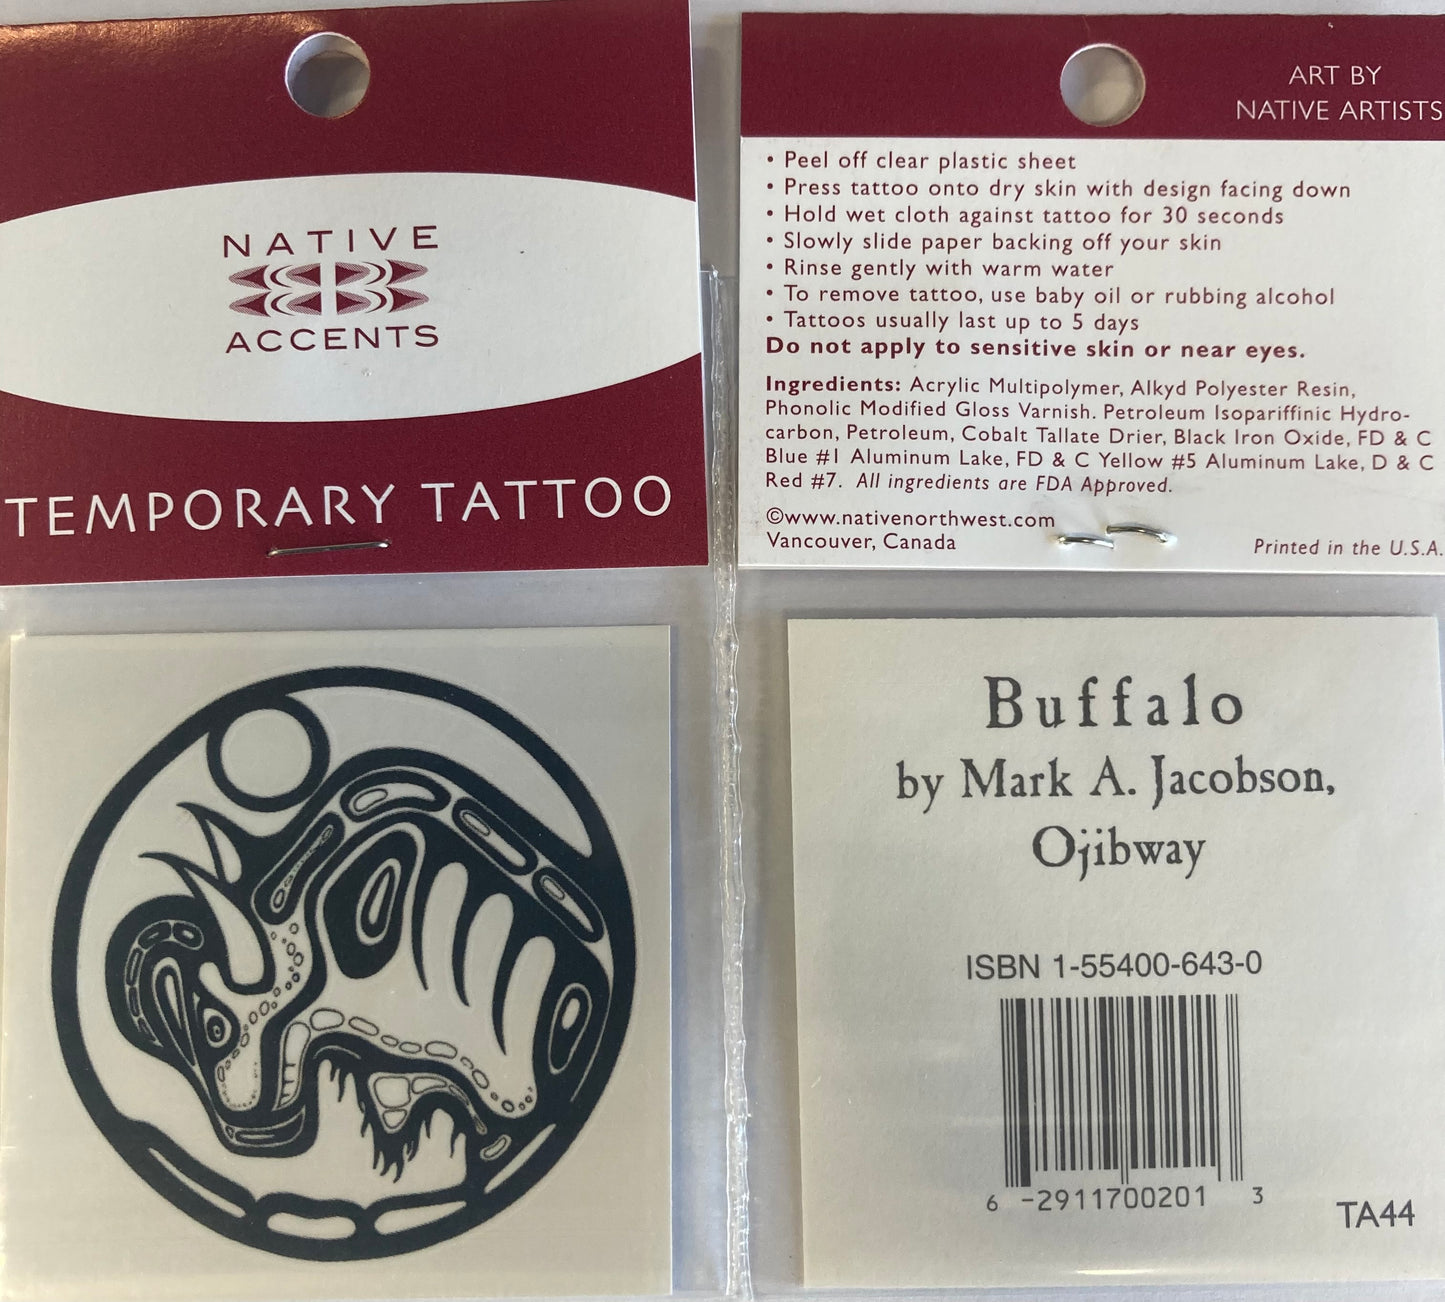 NATIVE
ACCENTS
TEMPORARY TATTOO
ART BY
NATIVE ARTISTS
• Peel off clear plastic sheet
• Press tattoo onto dry skin with design facing down
• Hold wet cloth against tattoo for 30 seconds
• Slowly slide paper backing off your skin
• Rinse gently with warm water
• To remove tattoo, use baby oil or rubbing alcohol
• Tattoos usually last up to 5 days
Do not apply to sensitive skin or near eyes.
Ingredients: Acrylic Multipolymer, Alkyd Polyester Resin,
Phonolic Modified Gloss Varnish. Petroleum Isopariffinic Hydro-
carbon, Petroleum, Cobalt Tallate Drier, Black Iron Oxide, FD & C
Blue #1 Aluminum Lake, FD & C Yellow #5 Aluminum Lake, D & C
Red #7. All ingredients are FDA Approved.
©www.nativenorthwest.com
Vancouver, Canada
Printed in the U.S.A.
Buffalo
by Mark A. Jacobson,
Ojibway
ISBN 1-55400-643-0
6 -2911700201 3
TA44